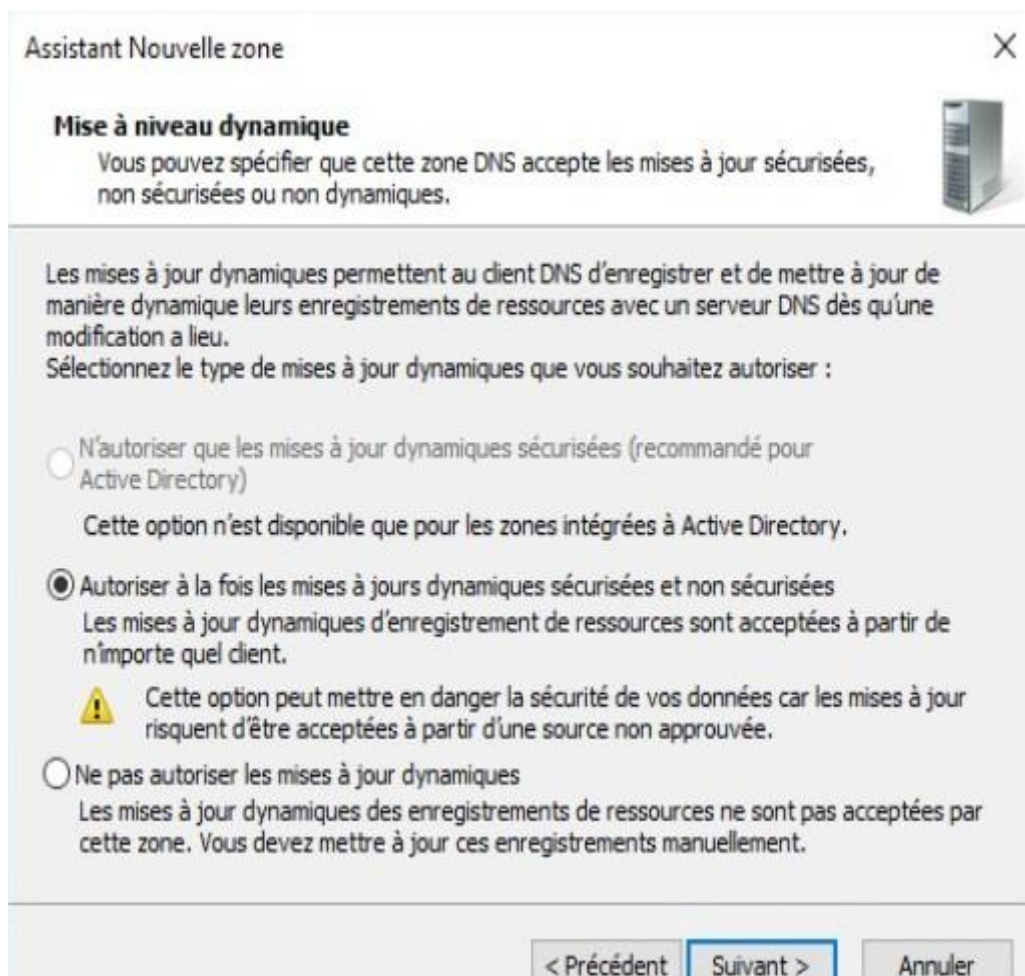 Assistant Nouvelle zone
Mise à niveau dynamique
Vous pouvez spécifier que cette zone DNS accepte les mises à jour sécurisées,
non sécurisées ou non dynamiques.
Les mises à jour dynamiques permettent au client DNS d'enregistrer et de mettre à jour de
manière dynamique leurs enregistrements de ressources avec un serveur DNS dès qu'une
modification a lieu.
Sélectionnez le type de mises à jour dynamiques que vous souhaitez autoriser :
N'autoriser que les mises à jour dynamiques sécurisées (recommandé pour
Active Directory)
Cette option n'est disponible que pour les zones intégrées à Active Directory.
Autoriser à la fois les mises à jours dynamiques sécurisées et non sécurisées
Les mises à jour dynamiques d'enregistrement de ressources sont acceptées à partir de
n'importe quel client.
Cette option peut mettre en danger la sécurité de vos données car les mises à jour
risquent d'être acceptées à partir d'une source non approuvée.
Ne pas autoriser les mises à jour dynamiques
Les mises à jour dynamiques des enregistrements de ressources ne sont pas acceptées par
cette zone. Vous devez mettre à jour ces enregistrements manuellement.
< Précédent Suivant > Annuler